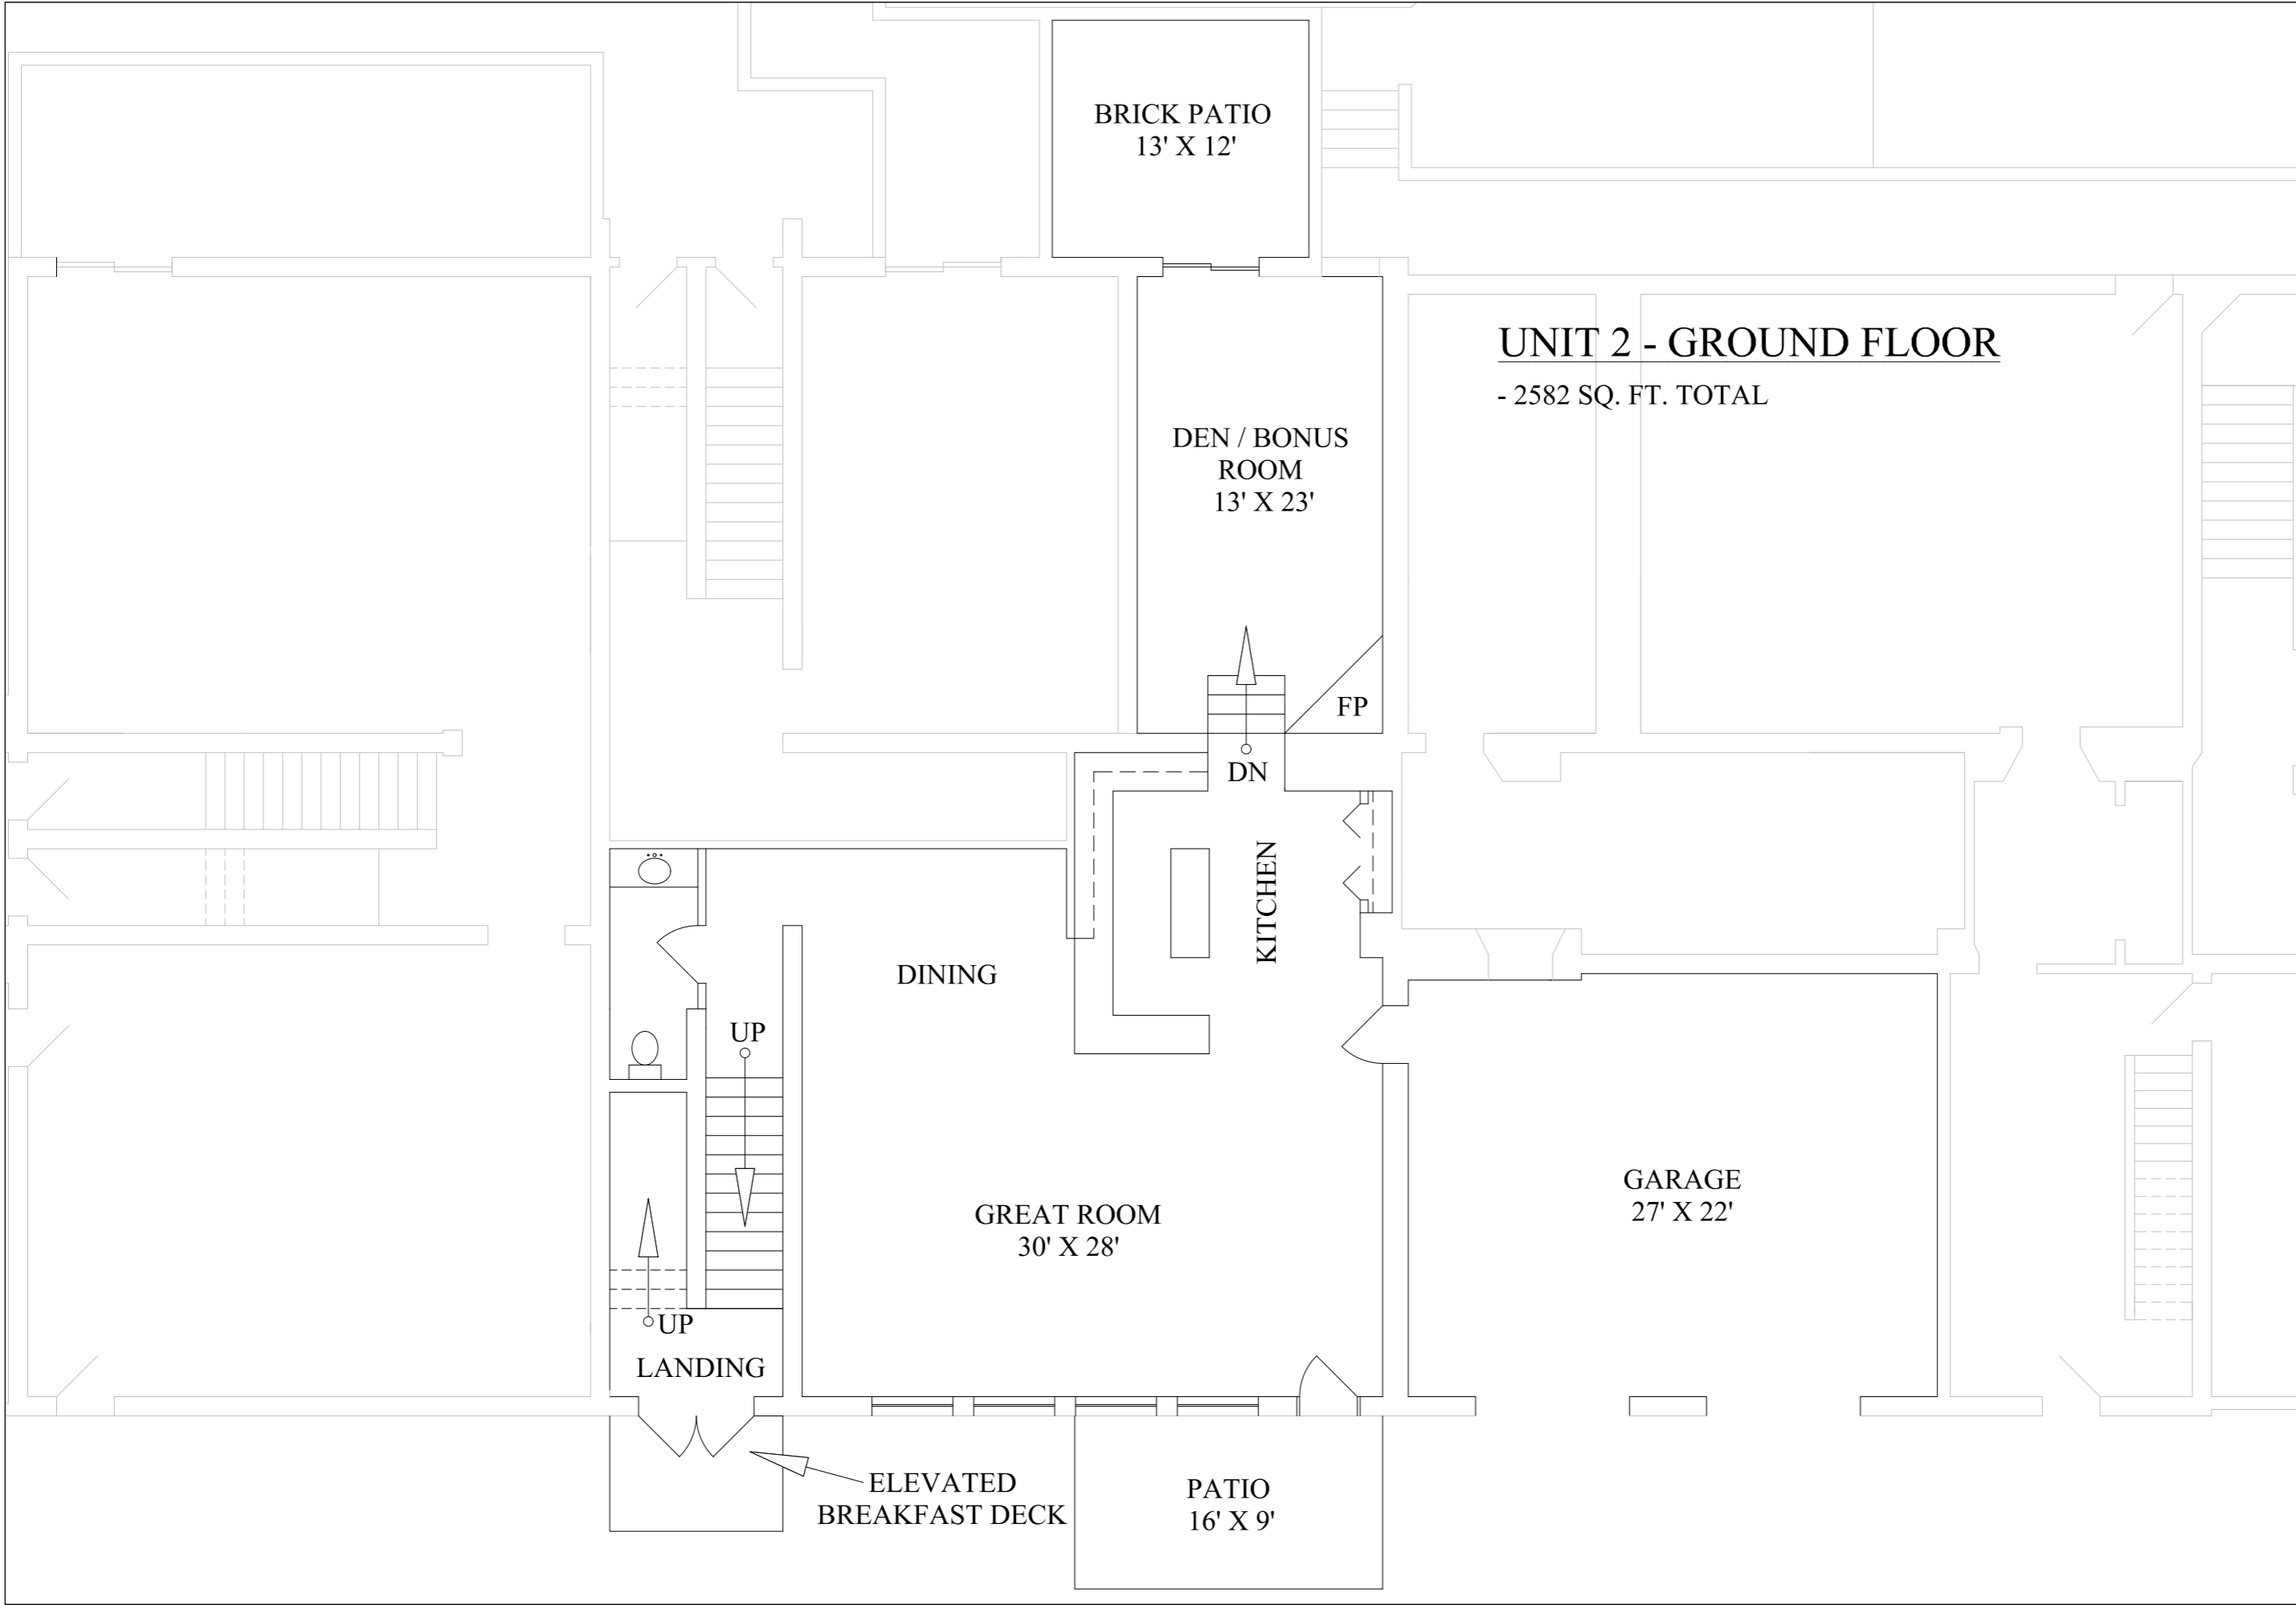 BRICK PATIO
13' X 12'
UNIT 2 - GROUND FLOOR
- 2582 SQ. FT. TOTAL
DEN / BONUS
ROOM
13' X 23'
FP
DN
KITCHEN
DINING
UP
GREAT ROOM
30' X 28'
GARAGE
27' X 22'
UP
LANDING
ELEVATED
BREAKFAST DECK
PATIO
16' X 9'